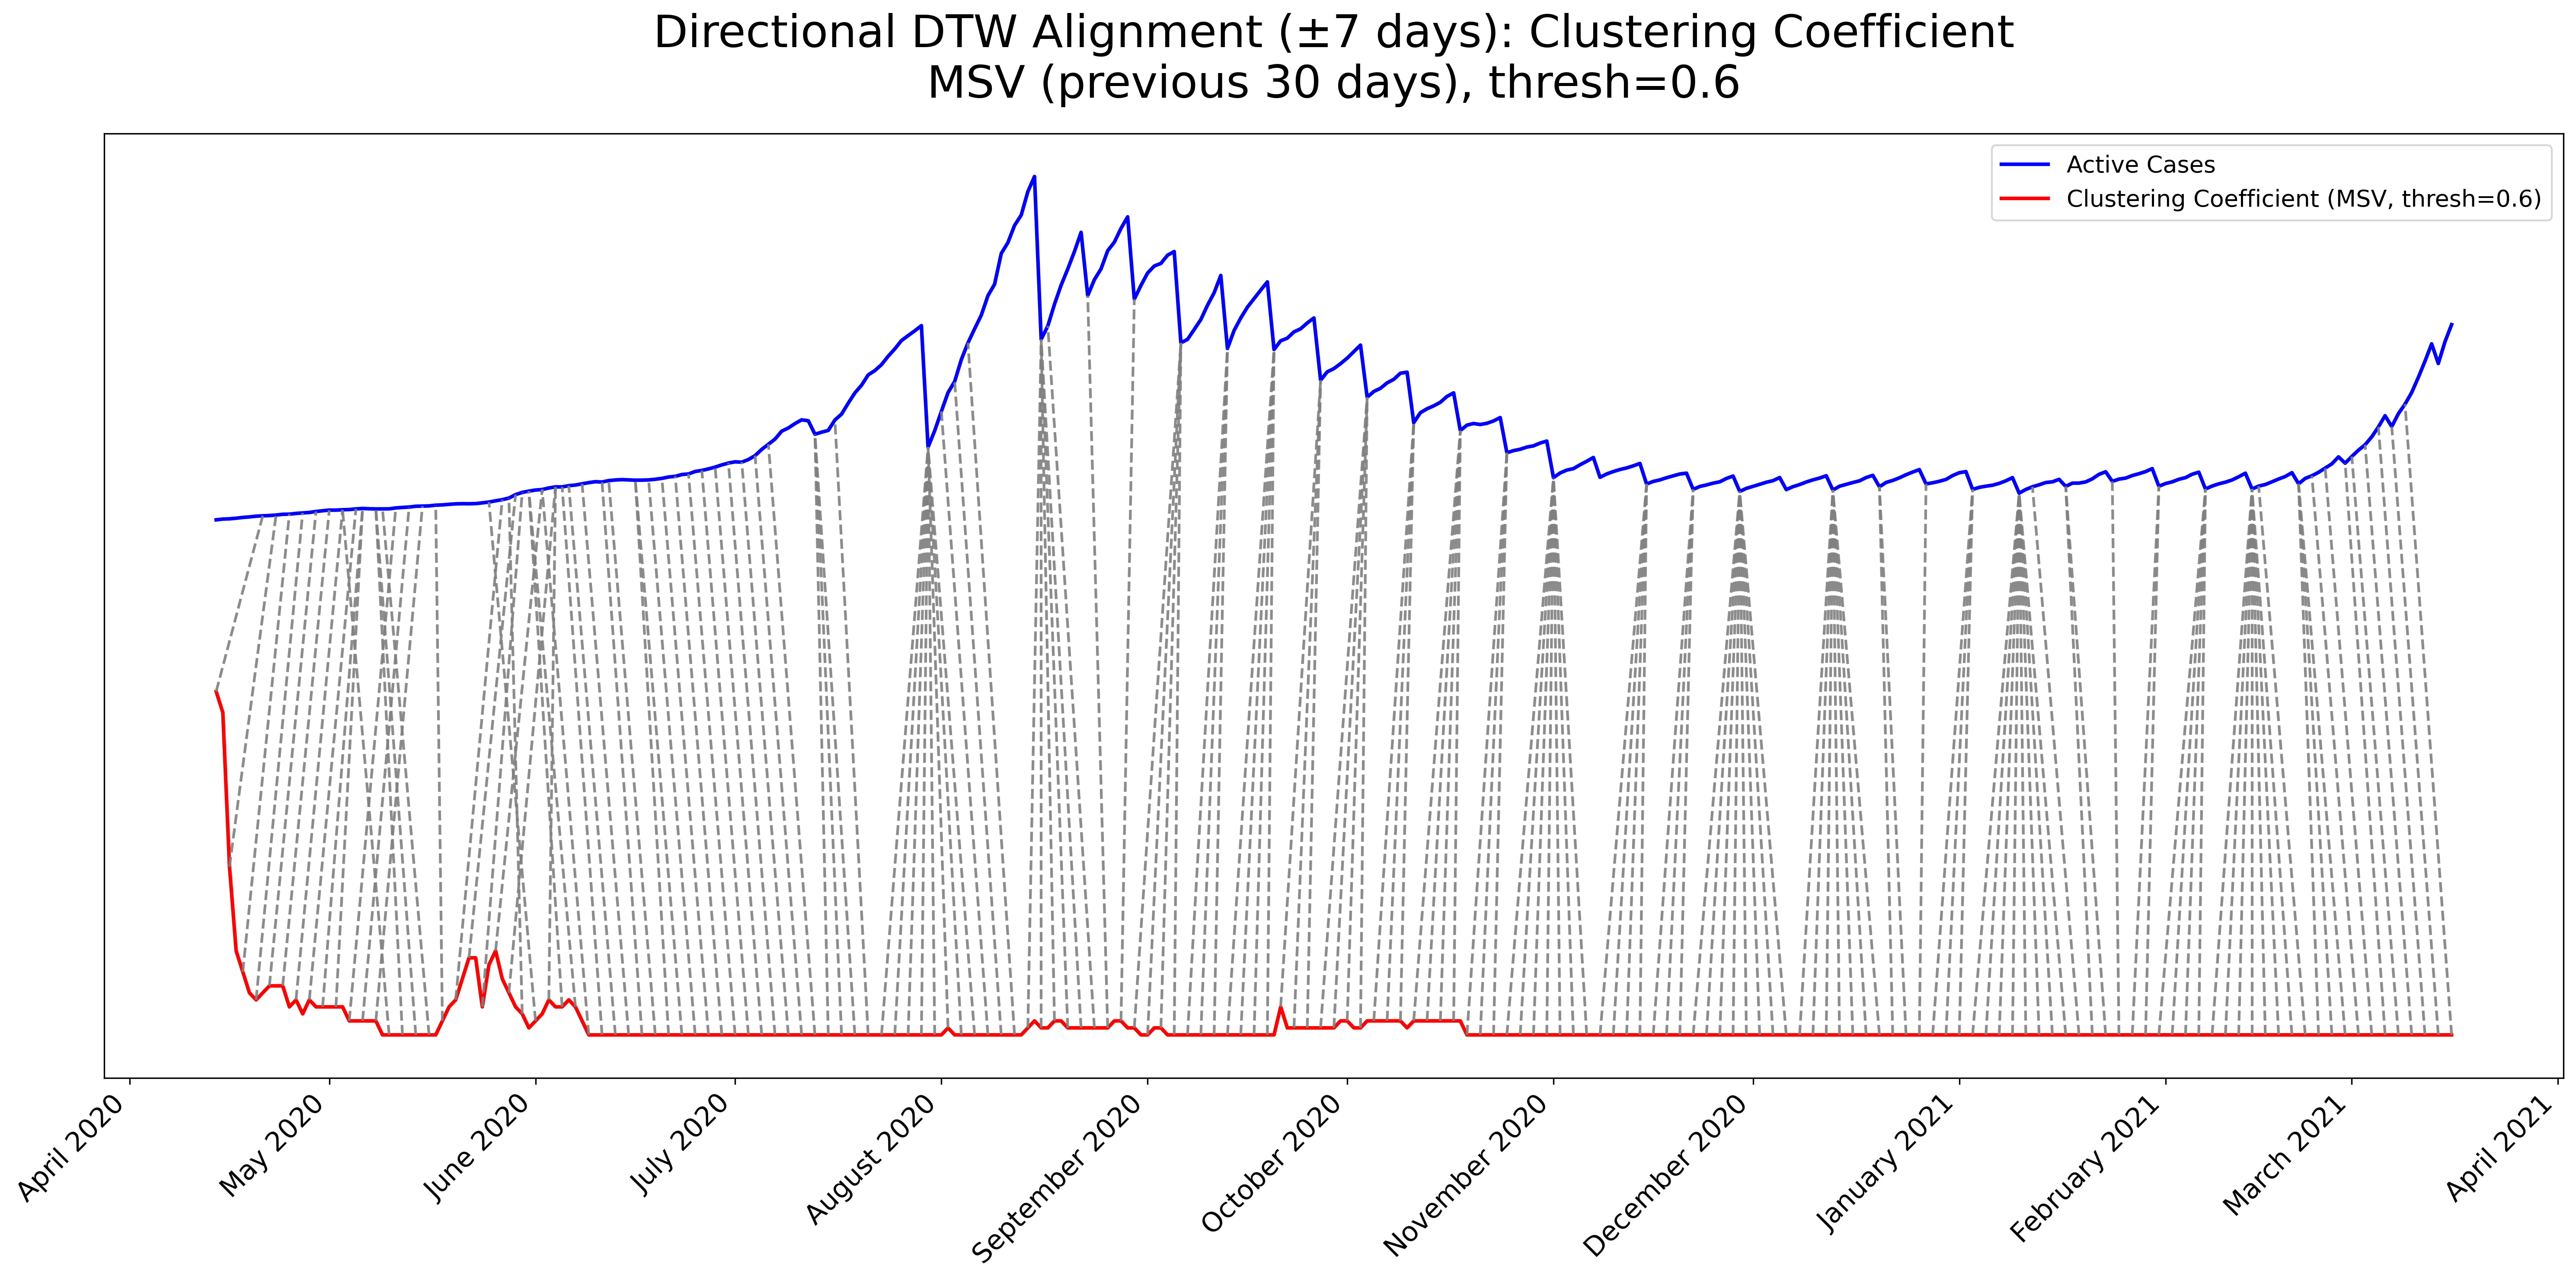 Directional DTW Alignment (±7 days): Clustering Coefficient
MSV (previous 30 days), thresh=0.6
Active Cases
Clustering Coefficient (MSV, thresh=0.6)
April 2020
May 2020
June 2020
July 2020
August 2020
September 2020
October 2020
November 2020
December 2020
January 2021
February 2021
March 2021
April 2021